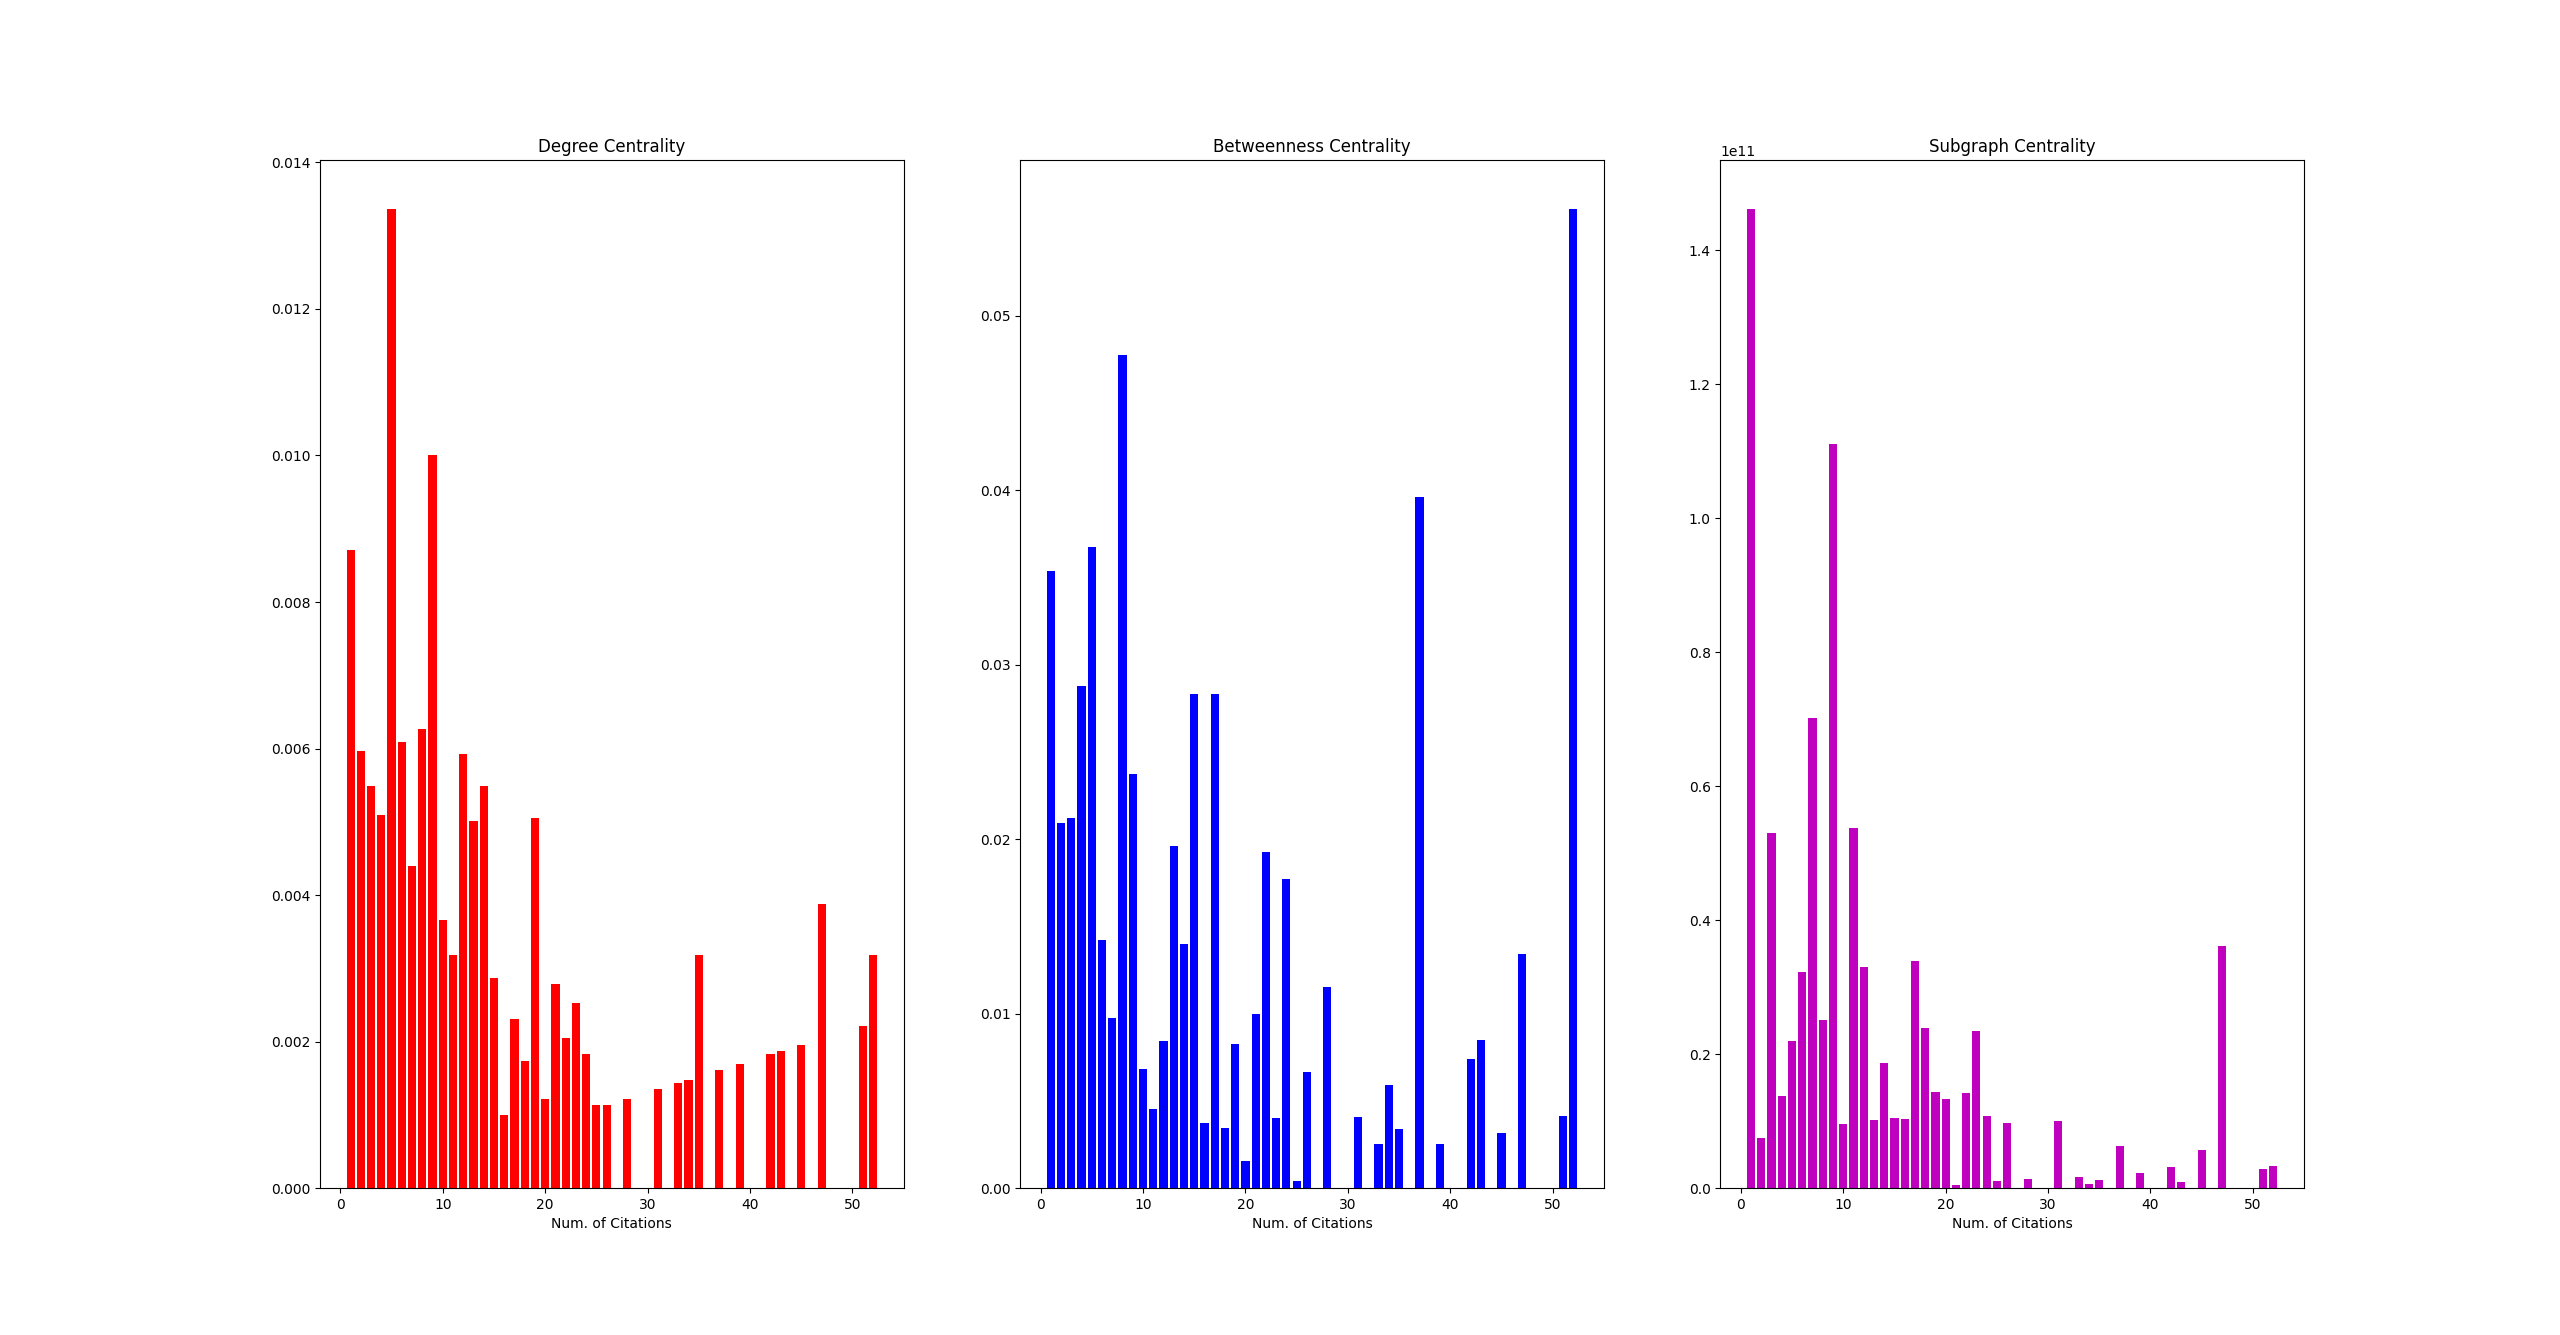 Degree Centrality
0.014
0.012
0.010
0.008
0.006
0.004
0.002
0.000
0 10 20 30 40 50
Num. of Citations
Betweenness Centrality
0.05
0.04
0.03
0.02
0.01
0.00
0 10 20 30 40 50
Num. of Citations
Subgraph Centrality
1e11
1.4
1.2
1.0
0.8
0.6
0.4
0.2
0.0
0 10 20 30 40 50
Num. of Citations